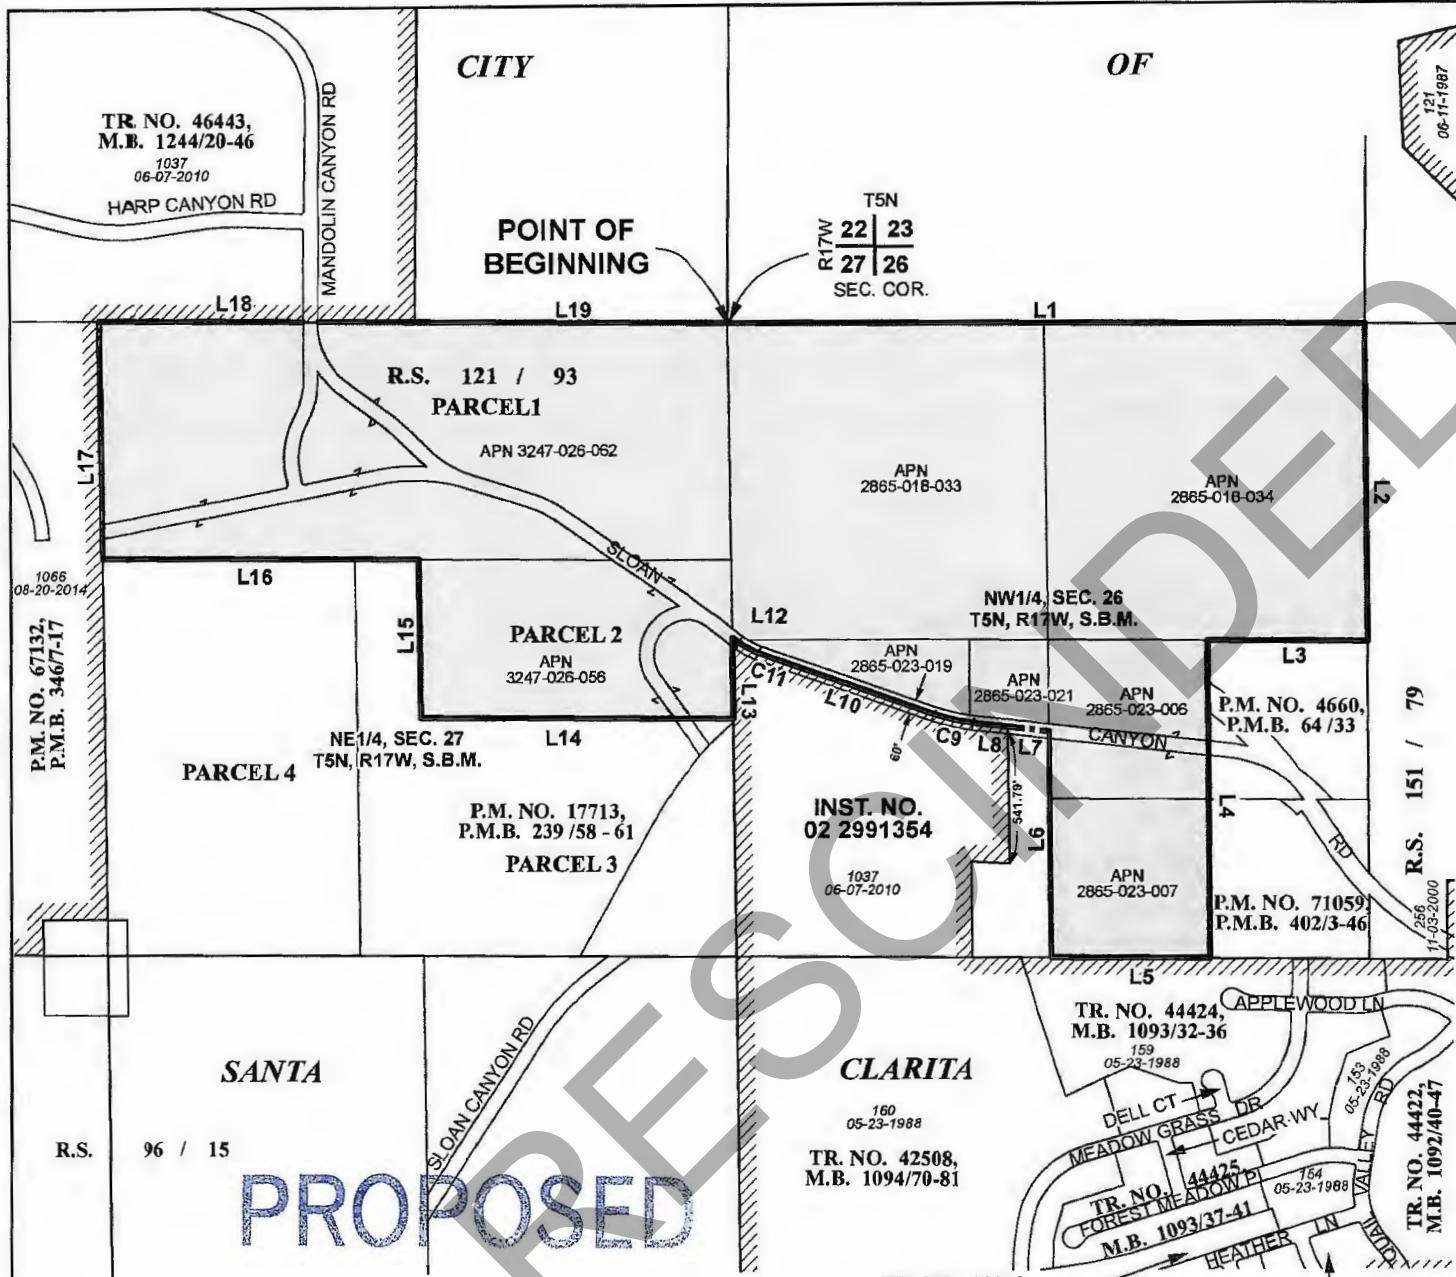 CITY
OF
121
06-11-1987
TR. NO. 46443,
M.B. 1244/20-46
1037
06-07-2010
HARP CANYON RD
MANDOLIN CANYON RD
POINT OF
BEGINNING
T5N
R17W
22 23
27 26
SEC. COR.
L18
L19
L1
R.S. 121 / 93
PARCEL1
APN 3247-026-062
APN
2865-018-033
APN
2865-018-034
L17
L2
L16
1066
08-20-2014
P.M. NO. 67132,
P.M.B. 346/7-17
L15
SLOAN
PARCEL 2
APN
3247-026-056
L12
NW1/4, SEC. 26
T5N, R17W, S.B.M.
L3
APN
2865-023-019
APN
2865-023-021
APN
2865-023-006
P.M. NO. 4660,
P.M.B. 64 /33
C11
L10
L13
C9
L8
L7
60'
CANYON
L14
NE1/4, SEC. 27
T5N, R17W, S.B.M.
PARCEL 4
P.M. NO. 17713,
P.M.B. 239 /58 - 61
PARCEL 3
INST. NO.
02 2991354
541.79'
L6
L4
RD
R.S. 151 / 79
1037
06-07-2010
APN
2865-023-007
P.M. NO. 71059,
P.M.B. 402/3-46
256
11-03-2000
L5
SANTA
CLARITA
TR. NO. 44424,
M.B. 1093/32-36
159
05-23-1988
APPLEWOOD LN
153
05-23-1988
SLOAN CANYON RD
160
05-23-1988
TR. NO. 42508,
M.B. 1094/70-81
R.S. 96 / 15
DELL CT
MEADOW GRASS DR
CEDAR WY
TR. NO. 44425,
M.B. 1093/37-41
FOREST MEADOW PL
154
05-23-1988
VALLEY RD
QUAIL
TR. NO. 44422,
M.B. 1092/40-47
HEATHER LN
PROPOSED
RESCINDED